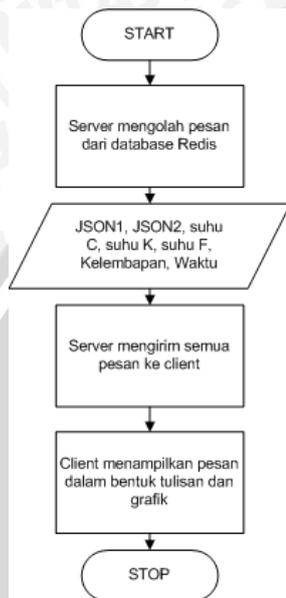 START
Server mengolah pesan
dari database Redis
JSON1, JSON2, suhu
C, suhu K, suhu F,
Kelembapan, Waktu
Server mengirim semua
pesan ke client
Client menampilkan pesan
dalam bentuk tulisan dan
grafik
STOP